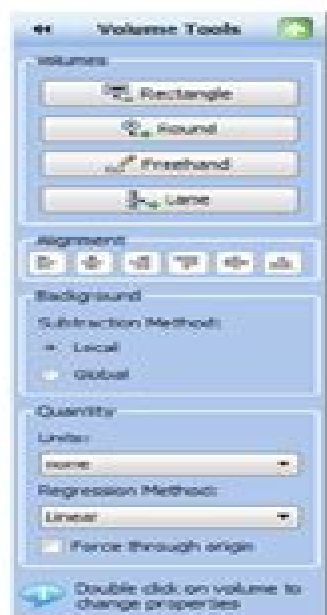 Volume Tools
Volumes
Rectangle
Round
Freehand
Lane
Alignment
Background
Subtraction Method:
Local
Global
Quantity
Units:
none
Regression Method:
Linear
Force through origin
Double click on volume to
change properties